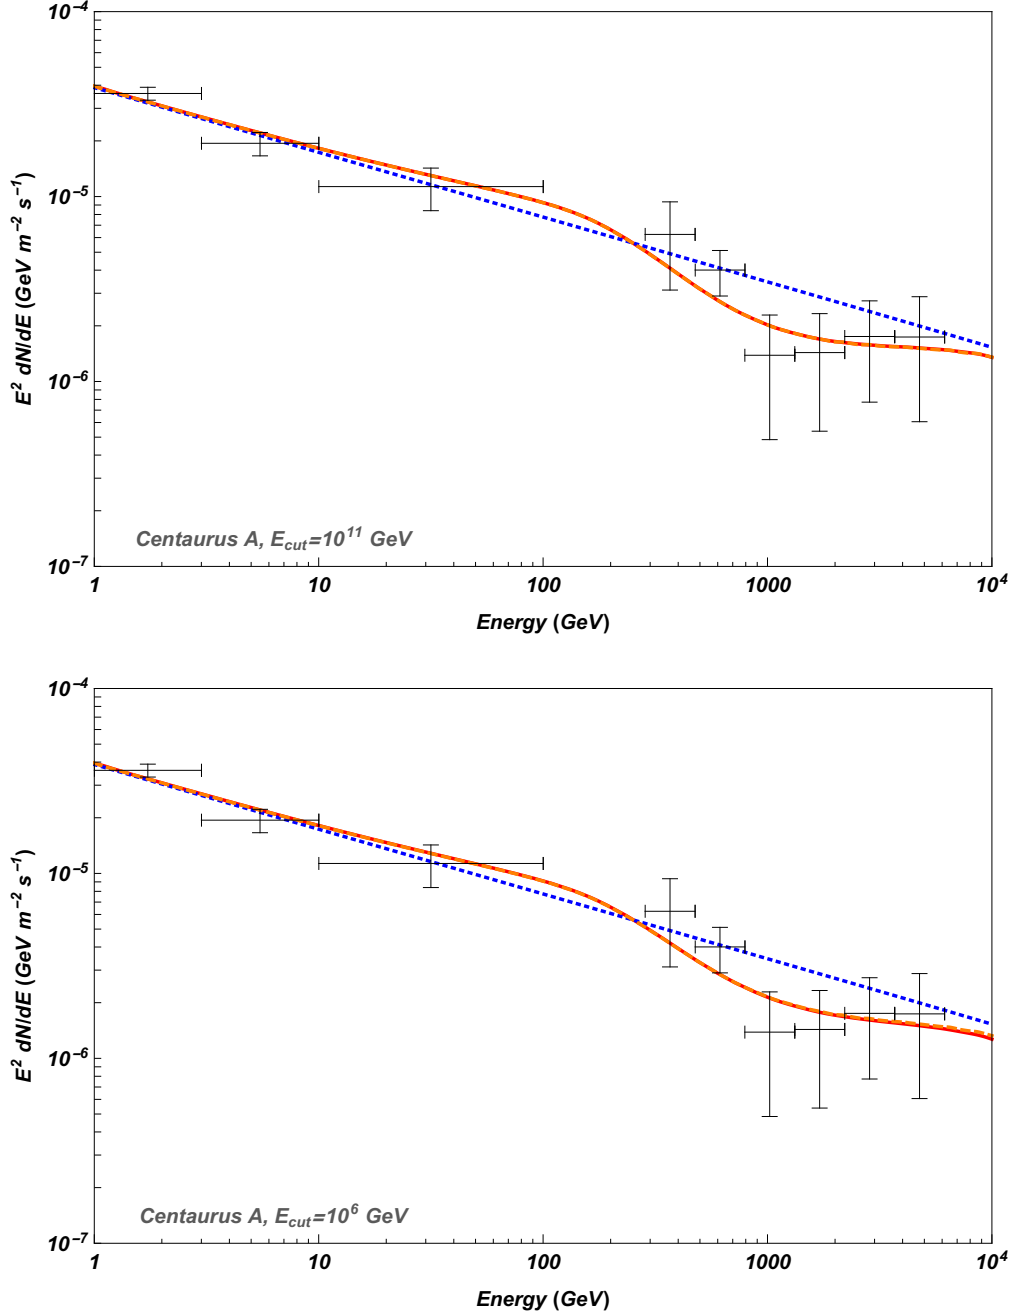 10⁻⁴
10⁻⁵
10⁻⁶
10⁻⁷
E² dN/dE (GeV m⁻² s⁻¹)
Centaurus A, E_cut=10¹¹ GeV
1 10 100 1000 10⁴
Energy (GeV)
10⁻⁴
10⁻⁵
10⁻⁶
10⁻⁷
E² dN/dE (GeV m⁻² s⁻¹)
Centaurus A, E_cut=10⁶ GeV
1 10 100 1000 10⁴
Energy (GeV)